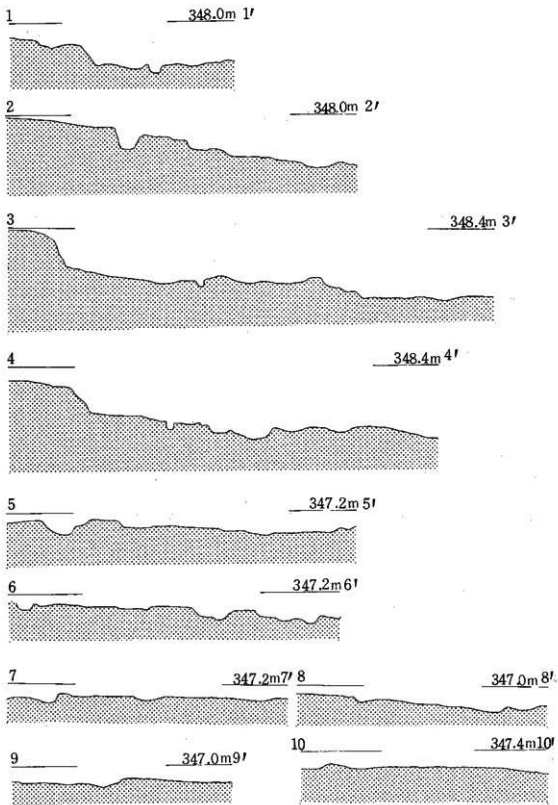 1 348.0m 1′
2 348.0m 2′
3 348.4m 3′
4 348.4m 4′
5 347.2m 5′
6 347.2m 6′
7 347.2m 7′ 8 347.0m 8′
9 347.0m 9′ 10 347.4m 10′